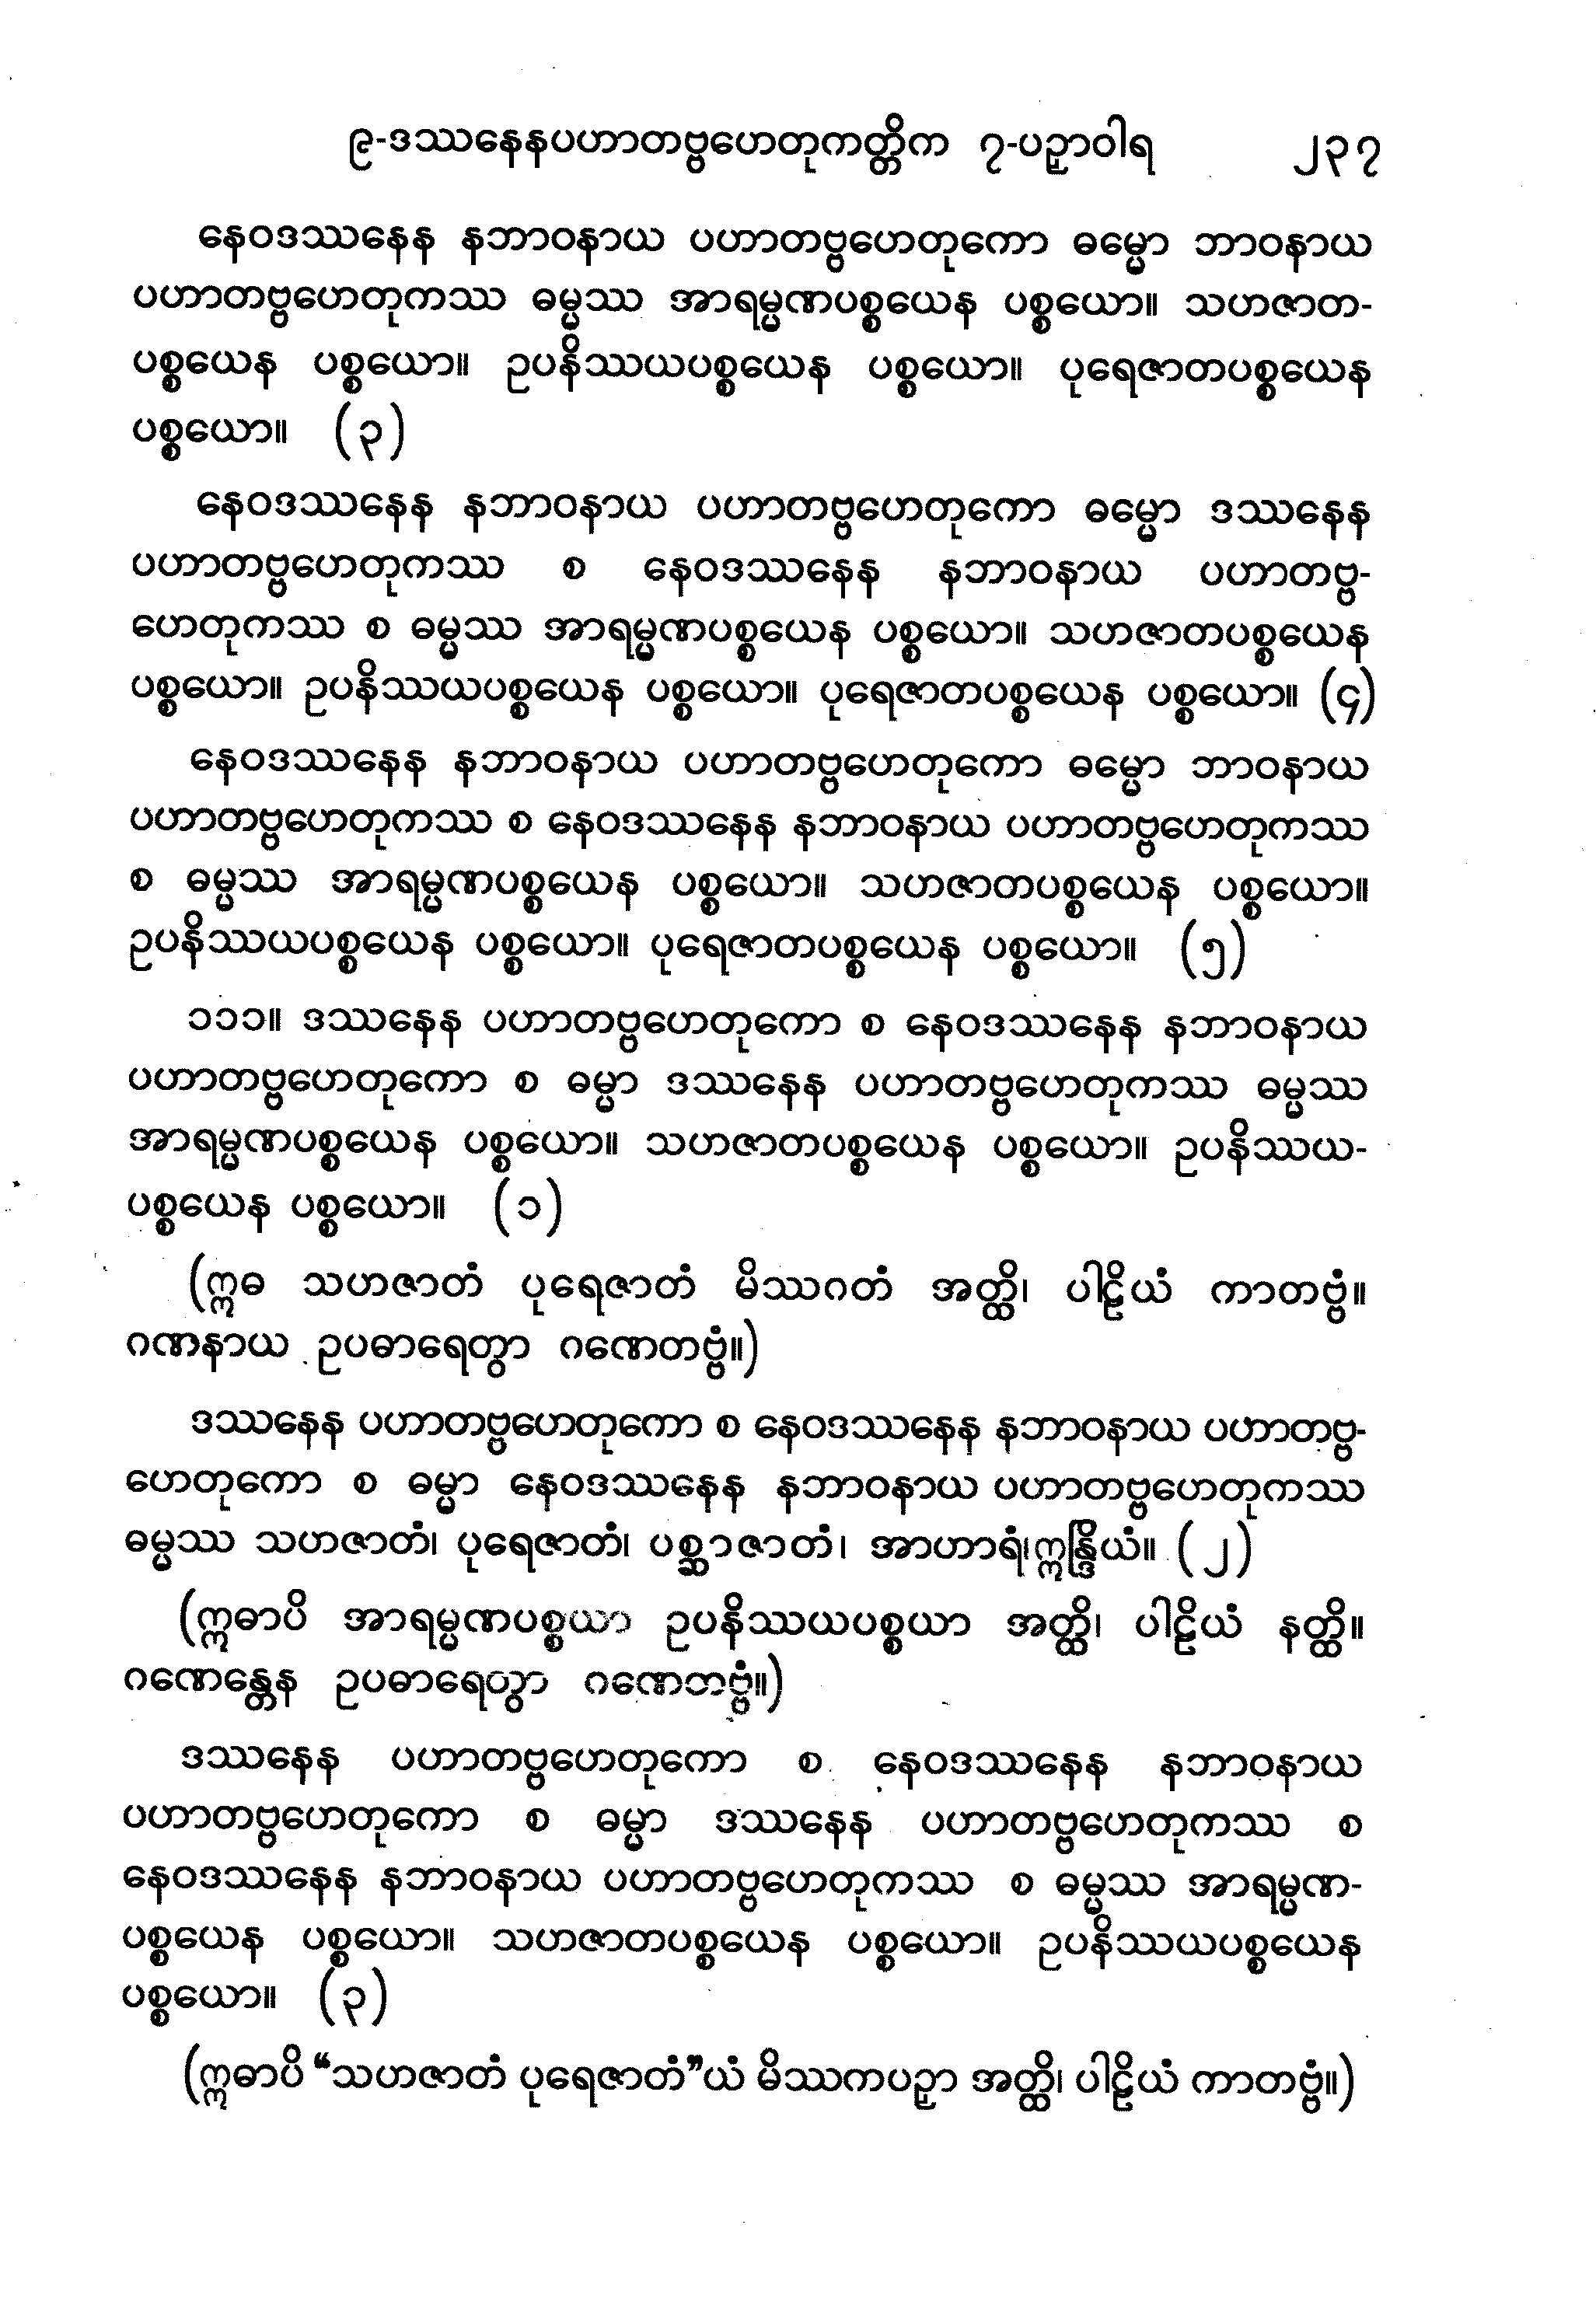 ၉-ဒဿနေနပဟာတဗ္ဗဟေတုကတ္တိက ၇-ပဉှာဝါရ ၂၃၇
နေဝဒဿနေန နဘာဝနာယ ပဟာတဗ္ဗဟေတုကော ဓမ္မော ဘာဝနာယ
ပဟာတဗ္ဗဟေတုကဿ ဓမ္မဿ အာရမ္မဏပစ္စယေန ပစ္စယော။ သဟဇာတ-
ပစ္စယေန ပစ္စယော။ ဥပနိဿယပစ္စယေန ပစ္စယော။ ပုရေဇာတပစ္စယေန
ပစ္စယော။ (၃)
နေဝဒဿနေန နဘာဝနာယ ပဟာတဗ္ဗဟေတုကော ဓမ္မော ဒဿနေန
ပဟာတဗ္ဗဟေတုကဿ စ နေဝဒဿနေန နဘာဝနာယ ပဟာတဗ္ဗ-
ဟေတုကဿ စ ဓမ္မဿ အာရမ္မဏပစ္စယေန ပစ္စယော။ သဟဇာတပစ္စယေန
ပစ္စယော။ ဥပနိဿယပစ္စယေန ပစ္စယော။ ပုရေဇာတပစ္စယေန ပစ္စယော။ (၄)
နေဝဒဿနေန နဘာဝနာယ ပဟာတဗ္ဗဟေတုကော ဓမ္မော ဘာဝနာယ
ပဟာတဗ္ဗဟေတုကဿ စ နေဝဒဿနေန နဘာဝနာယ ပဟာတဗ္ဗဟေတုကဿ
စ ဓမ္မဿ အာရမ္မဏပစ္စယေန ပစ္စယော။ သဟဇာတပစ္စယေန ပစ္စယော။
ဥပနိဿယပစ္စယေန ပစ္စယော။ ပုရေဇာတပစ္စယေန ပစ္စယော။ (၅)
၁၁၁။ ဒဿနေန ပဟာတဗ္ဗဟေတုကော စ နေဝဒဿနေန နဘာဝနာယ
ပဟာတဗ္ဗဟေတုကော စ ဓမ္မာ ဒဿနေန ပဟာတဗ္ဗဟေတုကဿ ဓမ္မဿ
အာရမ္မဏပစ္စယေန ပစ္စယော။ သဟဇာတပစ္စယေန ပစ္စယော။ ဥပနိဿယ-
ပစ္စယေန ပစ္စယော။ (၁)
(ဣဓ သဟဇာတံ ပုရေဇာတံ မိဿဂတံ အတ္ထိ၊ ပါဠိယံ ကာတဗ္ဗံ။
ဂဏနာယ ဥပဓာရေတွာ ဂဏေတဗ္ဗံ။)
ဒဿနေန ပဟာတဗ္ဗဟေတုကော စ နေဝဒဿနေန နဘာဝနာယ ပဟာတဗ္ဗ-
ဟေတုကော စ ဓမ္မာ နေဝဒဿနေန နဘာဝနာယ ပဟာတဗ္ဗဟေတုကဿ
ဓမ္မဿ သဟဇာတံ၊ ပုရေဇာတံ၊ ပစ္ဆာဇာတံ၊ အာဟာရံ၊ဣန္ဒြိယံ။ (၂)
(ဣဓာပိ အာရမ္မဏပစ္စယာ ဥပနိဿယပစ္စယာ အတ္ထိ၊ ပါဠိယံ နတ္ထိ။
ဂဏေန္တေန ဥပဓာရေတွာ ဂဏေတဗ္ဗံ။)
ဒဿနေန ပဟာတဗ္ဗဟေတုကော စ နေဝဒဿနေန နဘာဝနာယ
ပဟာတဗ္ဗဟေတုကော စ ဓမ္မာ ဒဿနေန ပဟာတဗ္ဗဟေတုကဿ စ
နေဝဒဿနေန နဘာဝနာယ ပဟာတဗ္ဗဟေတုကဿ စ ဓမ္မဿ အာရမ္မဏ-
ပစ္စယေန ပစ္စယော။ သဟဇာတပစ္စယေန ပစ္စယော။ ဥပနိဿယပစ္စယေန
ပစ္စယော။ (၃)
(ဣဓာပိ “သဟဇာတံ ပုရေဇာတံ”ယံ မိဿကပဉှာ အတ္ထိ၊ ပါဠိယံ ကာတဗ္ဗံ။)